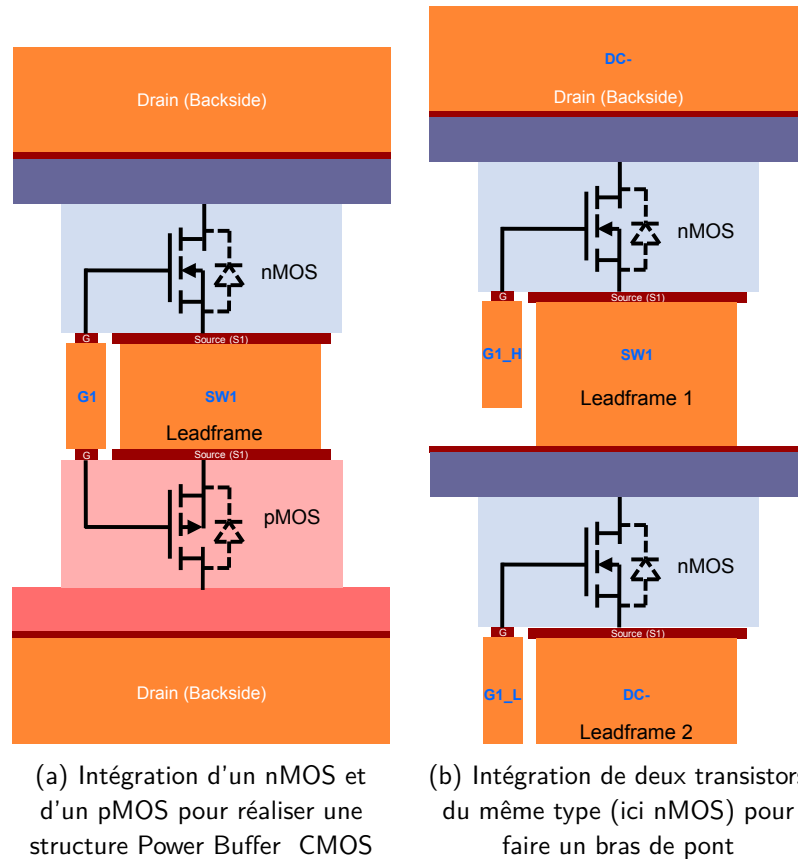 Drain (Backside)
nMOS
G
Source (S1)
G1
SW1
Leadframe
G
Source (S1)
pMOS
Drain (Backside)
(a) Intégration d'un nMOS et
d'un pMOS pour réaliser une
structure Power Buffer CMOS
DC-
Drain (Backside)
nMOS
G
Source (S1)
G1_H
SW1
Leadframe 1
nMOS
G
Source (S1)
G1_L
DC-
Leadframe 2
(b) Intégration de deux transistors
du même type (ici nMOS) pour
faire un bras de pont